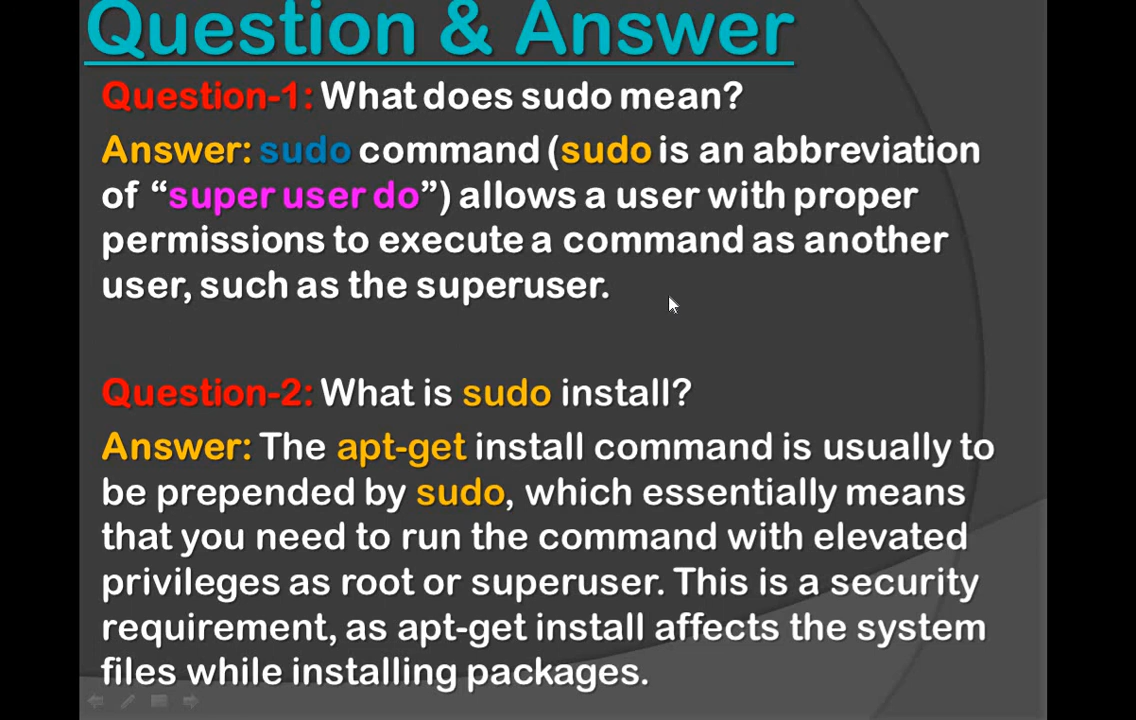 Question & Answer
Question-1: What does sudo mean?
Answer: sudo command (sudo is an abbreviation
of “super user do”) allows a user with proper
permissions to execute a command as another
user, such as the superuser.
Question-2: What is sudo install?
Answer: The apt-get install command is usually to
be prepended by sudo, which essentially means
that you need to run the command with elevated
privileges as root or superuser. This is a security
requirement, as apt-get install affects the system
files while installing packages.